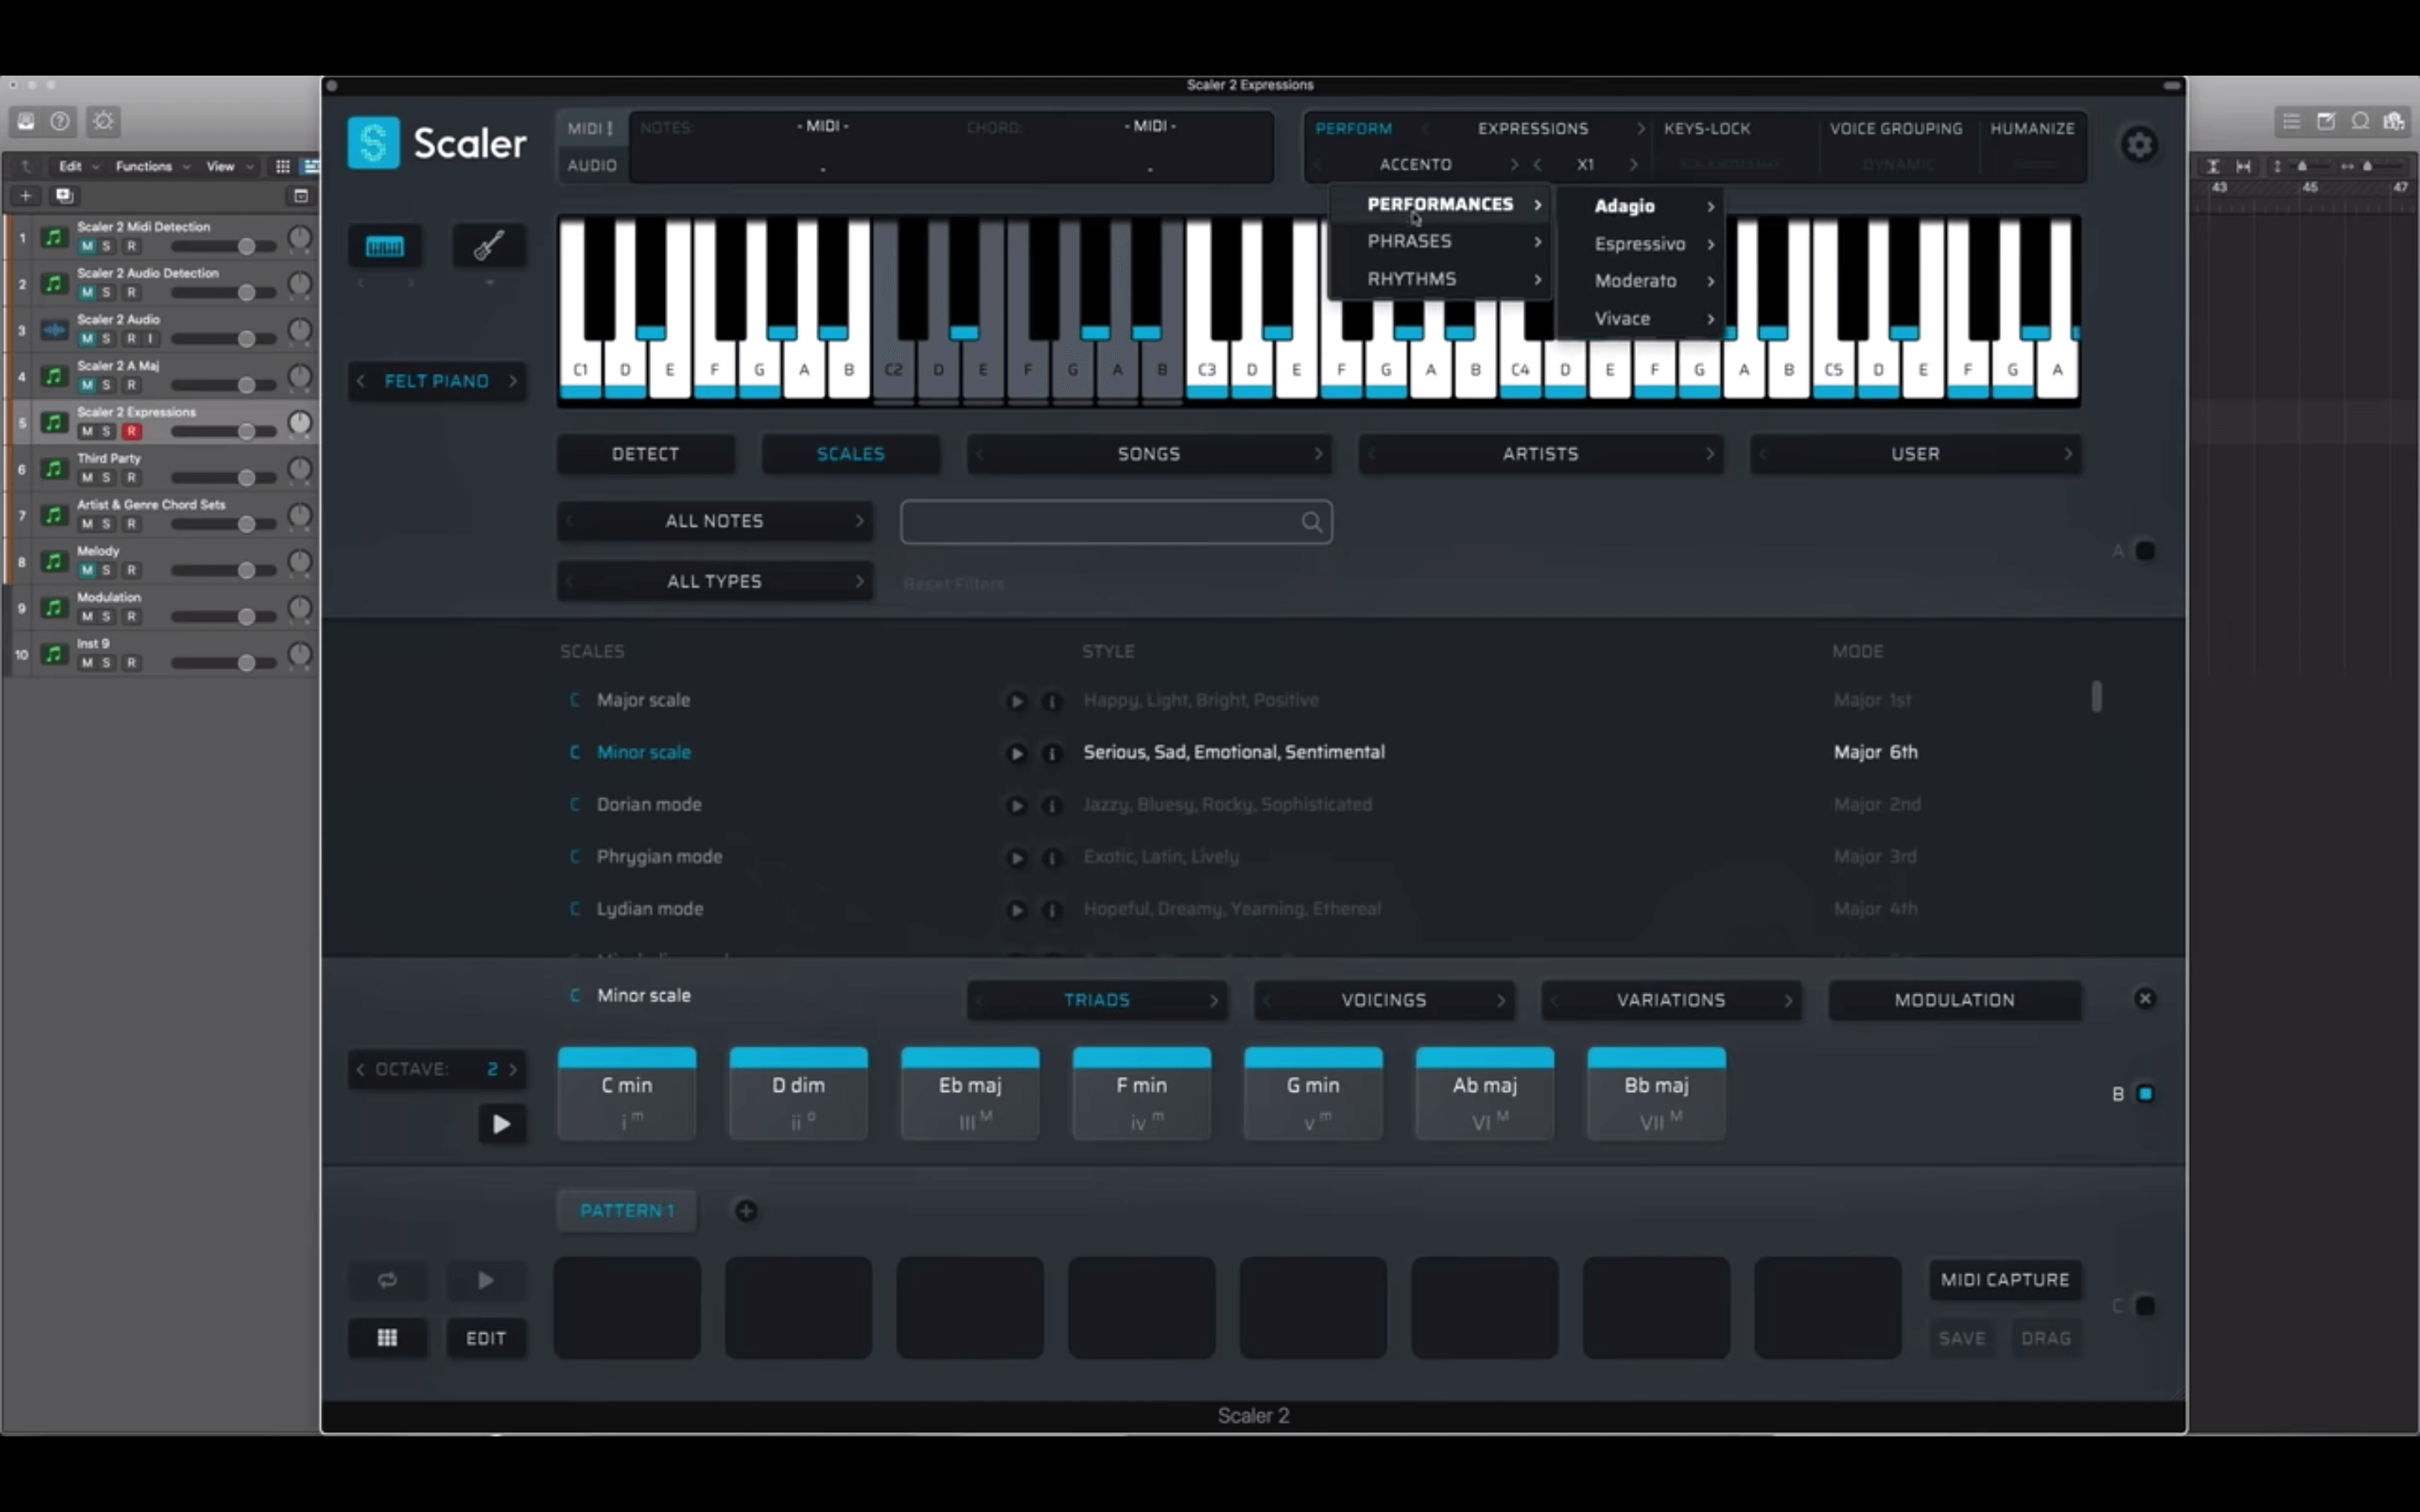 Scaler 2 Expressions
Scaler
MIDI
NOTES:
- MIDI -
CHORD:
- MIDI -
PERFORM
EXPRESSIONS
KEYS-LOCK
VOICE GROUPING
HUMANIZE
AUDIO
-
-
ACCENTO
X1
DYNAMIC
Edit
Functions
View
43
45
47
PERFORMANCES
Adagio
PHRASES
Espressivo
RHYTHMS
Moderato
Vivace
1
Scaler 2 Midi Detection
M S R
2
Scaler 2 Audio Detection
M S R
3
Scaler 2 Audio
M S R I
4
Scaler 2 A Maj
M S R
5
Scaler 2 Expressions
M S R
6
Third Party
M S R
7
Artist & Genre Chord Sets
M S R
8
Melody
M S R
9
Modulation
M S R
10
Inst 9
M S R
FELT PIANO
C1 D E F G A B C2 D E F G A B C3 D E F G A B C4 D E F G A B C5 D E F G A
DETECT
SCALES
SONGS
ARTISTS
USER
ALL NOTES
A
ALL TYPES
Reset Filters
SCALES
STYLE
MODE
C Major scale
Happy, Light, Bright, Positive
Major 1st
C Minor scale
Serious, Sad, Emotional, Sentimental
Major 6th
C Dorian mode
Jazzy, Bluesy, Rocky, Sophisticated
Major 2nd
C Phrygian mode
Exotic, Latin, Lively
Major 3rd
C Lydian mode
Hopeful, Dreamy, Yearning, Ethereal
Major 4th
C Minor scale
TRIADS
VOICINGS
VARIATIONS
MODULATION
OCTAVE: 2
C min
D dim
Eb maj
F min
G min
Ab maj
Bb maj
i m
ii o
III M
iv m
v m
VI M
VII M
B
PATTERN 1
MIDI CAPTURE
C
EDIT
SAVE
DRAG
Scaler 2